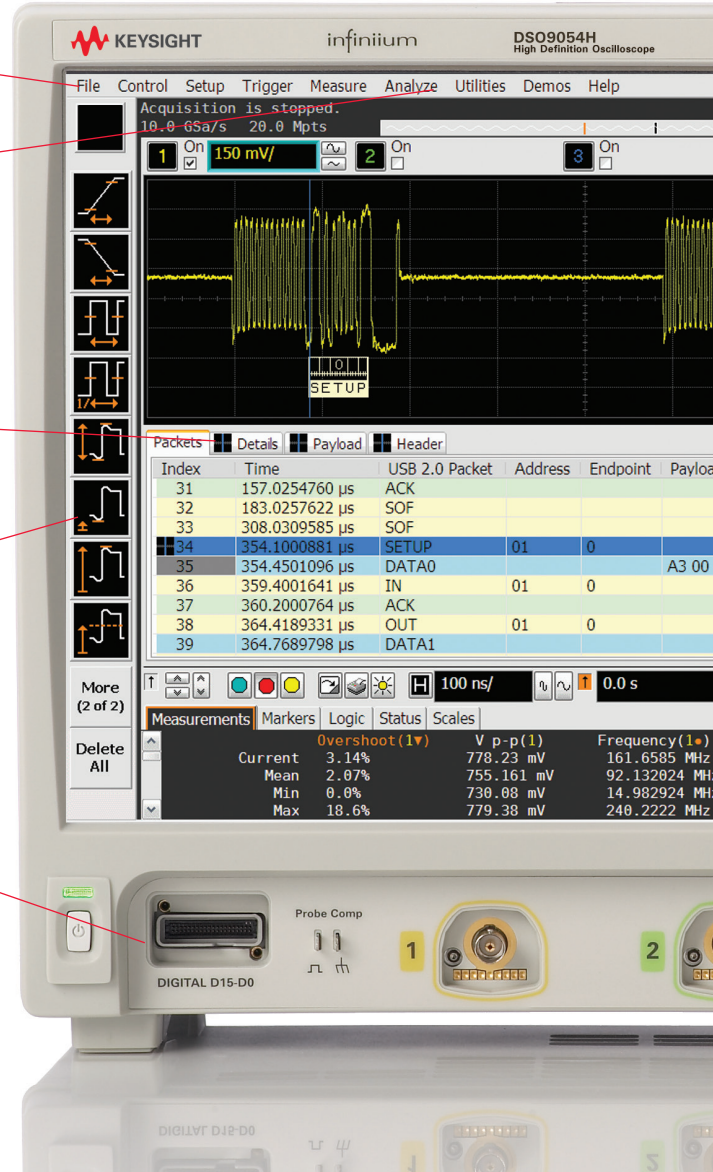 KEYSIGHT infiniium DSO9054H
High Definition Oscilloscope
File Control Setup Trigger Measure Analyze Utilities Demos Help
Acquisition is stopped.
10.0 GSa/s 20.0 Mpts
1 On 150 mV/ 2 On 3 On
0
SETUP
Packets Details Payload Header
Index Time USB 2.0 Packet Address Endpoint Payloa
31 157.0254760 µs ACK
32 183.0257622 µs SOF
33 308.0309585 µs SOF
34 354.1000881 µs SETUP 01 0
35 354.4501096 µs DATA0 A3 00
36 359.4001641 µs IN 01 0
37 360.2000764 µs ACK
38 364.4189331 µs OUT 01 0
39 364.7689798 µs DATA1
1/
More
(2 of 2)
Delete
All
H 100 ns/ 0.0 s
Measurements Markers Logic Status Scales
Overshoot(1▼) V p-p(1) Frequency(1●)
Current 3.14% 778.23 mV 161.6585 MHz
Mean 2.07% 755.161 mV 92.132024 MHz
Min 0.0% 730.08 mV 14.982924 MHz
Max 18.6% 779.38 mV 240.2222 MHz
Probe Comp
1 2
DIGITAL D15-D0